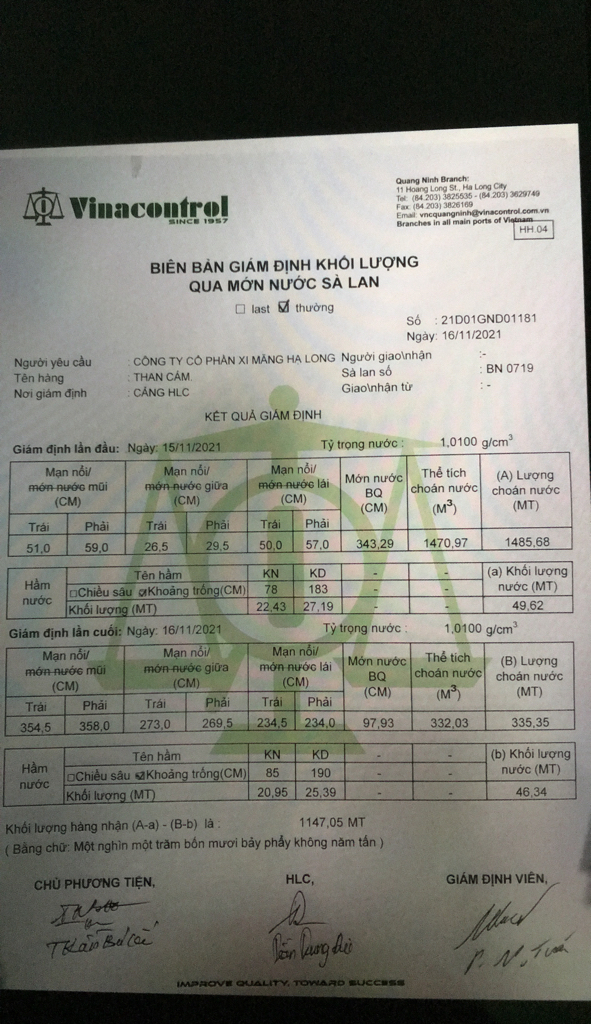 Vinacontrol
SINCE 1957
Quang Ninh Branch:
11 Hoang Long St., Ha Long City
Tel: (84.203) 3825535 - (84.203) 3629749
Fax: (84.203) 3826169
Email: vncquangninh@vinacontrol.com.vn
Branches in all main ports of Vietnam
HH.04
BIÊN BẢN GIÁM ĐỊNH KHỐI LƯỢNG
QUA MỚN NƯỚC SÀ LAN
☐ last ☑ thường
Số : 21D01GND01181
Ngày: 16/11/2021
Người yêu cầu : CÔNG TY CỔ PHẦN XI MĂNG HẠ LONG Người giao\nhận :-
Tên hàng : THAN CÁM. Sà lan số : BN 0719
Nơi giám định : CẢNG HLC Giao\nhận từ : -
KẾT QUẢ GIÁM ĐỊNH
Giám định lần đầu: Ngày: 15/11/2021 Tỷ trọng nước : 1,0100 g/cm3
Mạn nổi/ Mạn nổi/ Mạn nổi/ Mớn nước Thể tích (A) Lượng
mớn nước mũi mớn nước giữa mớn nước lái BQ choán nước choán nước
(CM) (CM) (CM) (CM) (M3) (MT)
Trái Phải Trái Phải Trái Phải
51,0 59,0 26,5 29,5 50,0 57,0 343,29 1470,97 1485,68
Hầm nước Tên hầm KN KD - - (a) Khối lượng
☐Chiều sâu ☑Khoảng trống(CM) 78 183 - - nước (MT)
Khối lượng (MT) 22,43 27,19 - - 49,62
Giám định lần cuối: Ngày: 16/11/2021 Tỷ trọng nước : 1,0100 g/cm3
Mạn nổi/ Mạn nổi/ Mạn nổi/ Mớn nước Thể tích (B) Lượng
mớn nước mũi mớn nước giữa mớn nước lái BQ choán nước choán nước
(CM) (CM) (CM) (CM) (M3) (MT)
Trái Phải Trái Phải Trái Phải
354,5 358,0 273,0 269,5 234,5 234,0 97,93 332,03 335,35
Hầm nước Tên hầm KN KD - - (b) Khối lượng
☐Chiều sâu ☑Khoảng trống(CM) 85 190 - - nước (MT)
Khối lượng (MT) 20,95 25,39 - - 46,34
Khối lượng hàng nhận (A-a) - (B-b) là : 1147,05 MT
( Bằng chữ: Một nghìn một trăm bốn mươi bảy phẩy không năm tấn )
CHỦ PHƯƠNG TIỆN, HLC, GIÁM ĐỊNH VIÊN,
IMPROVE QUALITY, TOWARD SUCCESS